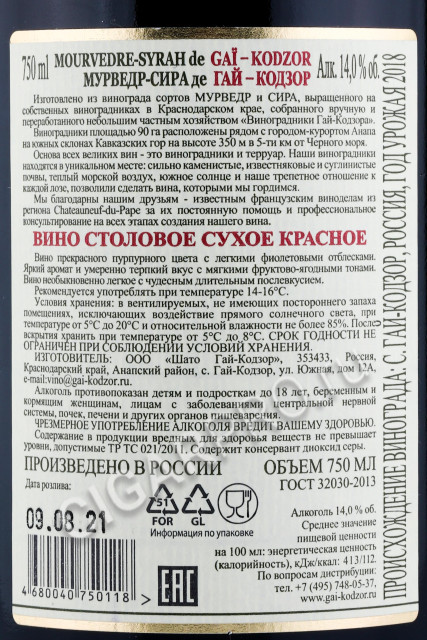 750 ml
MOURVEDRE-SYRAH de GAÏ – KODZOR
МУРВЕДР-СИРА де ГАЙ – КОДЗОР
Алк. 14,0 % об.
Изготовлено из винограда сортов МУРВЕДР и СИРА, выращенного на
собственных виноградниках в Краснодарском крае, собранного вручную и
переработанного небольшим частным хозяйством «Виноградники Гай-Кодзора».
Виноградники площадью 90 га расположены рядом с городом-курортом Анапа
на южных склонах Кавказских гор на высоте 350 м в 5-ти км от Черного моря.
Основа всех великих вин - это виноградники и терруар. Наши виноградники
находятся в уникальном месте: сильно каменистые, известняковые и суглинистые
почвы, теплый морской воздух, южное солнце и наше трепетное отношение к
каждой лозе, позволили сделать вина, которыми мы гордимся.
Мы благодарны нашим друзьям - известным французским виноделам из
региона Chateauneuf-du-Pape за их постоянную помощь и профессиональное
консультирование на всех этапах создания нашего вина.
ВИНО СТОЛОВОЕ СУХОЕ КРАСНОЕ
Вино прекрасного пурпурного цвета с легкими фиолетовыми отблесками.
Яркий аромат и умеренно терпкий вкус с мягкими фруктово-ягодными тонами.
Вино необыкновенно легкое с чудесным длительным послевкусием.
Рекомендуется употреблять при температуре 14-16°С.
Условия хранения: в вентилируемых, не имеющих постороннего запаха
помещениях, исключающих воздействие прямого солнечного света, при
температуре от 5°С до 20°С и относительной влажности не более 85%. После
вскрытия хранить при температуре от 5°С до 8°С. СРОК ГОДНОСТИ НЕ
ОГРАНИЧЕН ПРИ СОБЛЮДЕНИИ УСЛОВИЙ ХРАНЕНИЯ.
ИЗГОТОВИТЕЛЬ: ООО «Шато Гай-Кодзор», 353433, Россия,
Краснодарский край, Анапский район, с. Гай-Кодзор, ул. Южная, дом 12А,
e-mail:vino@gai-kodzor.ru
Алкоголь противопоказан детям и подросткам до 18 лет, беременным и
кормящим женщинам, лицам с заболеваниями центральной нервной
системы, почек, печени и других органов пищеварения.
ЧРЕЗМЕРНОЕ УПОТРЕБЛЕНИЕ АЛКОГОЛЯ ВРЕДИТ ВАШЕМУ ЗДОРОВЬЮ.
Содержание в продукции вредных для здоровья веществ не превышает
уровни, допустимые ТР ТС 021/2011. Содержит консервант диоксид серы.
ПРОИЗВЕДЕНО В РОССИИ
ОБЪЕМ 750 МЛ
Дата розлива:
ГОСТ 32030-2013
09.08.21
751
FOR
GL
Информация по упаковке
Алкоголь 14,0 % об.
Среднее значение
пищевой ценности
на 100 мл: энергетическая ценность
(калорийность), кДж/ккал: 413/112.
По вопросам дистрибуции:
тел.: +7 (495) 748-05-37,
www.gai-kodzor.ru
4 680040 750118 >
ЕАС
ПРОИСХОЖДЕНИЕ ВИНОГРАДА: С. ГАЙ-КОДЗОР, РОССИЯ, ГОД УРОЖАЯ 2018